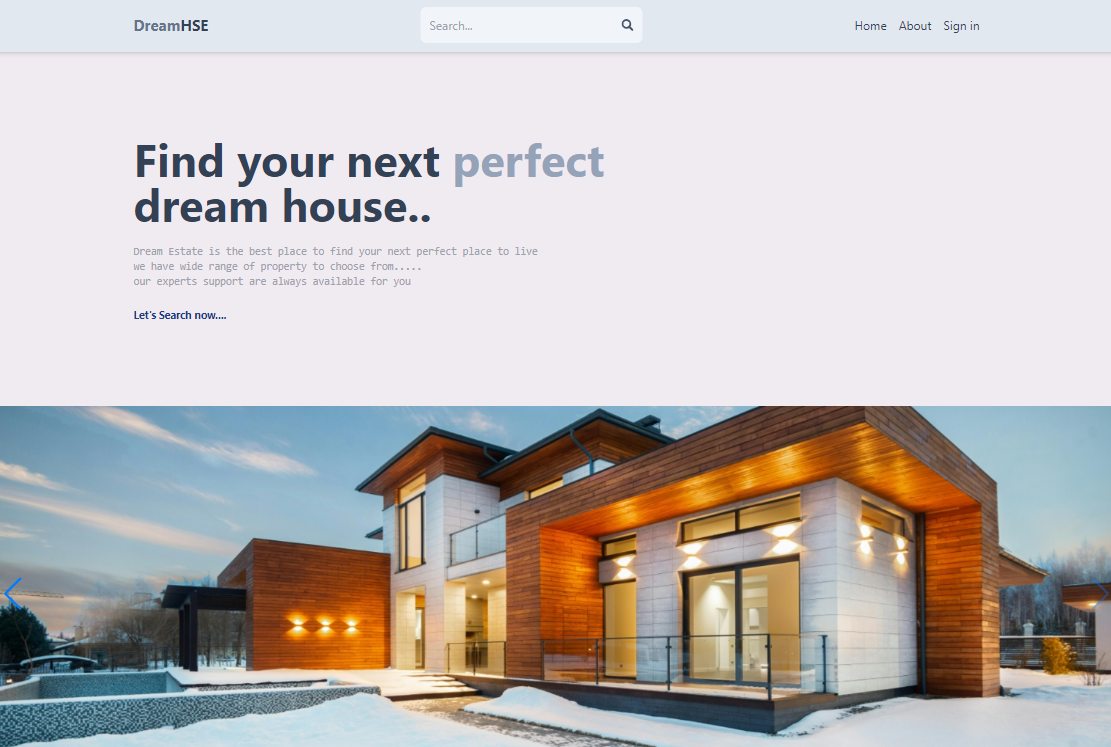 DreamHSE
Search...
Home About Sign in
Find your next perfect
dream house..
Dream Estate is the best place to find your next perfect place to live
we have wide range of property to choose from.....
our experts support are always available for you
Let's Search now....